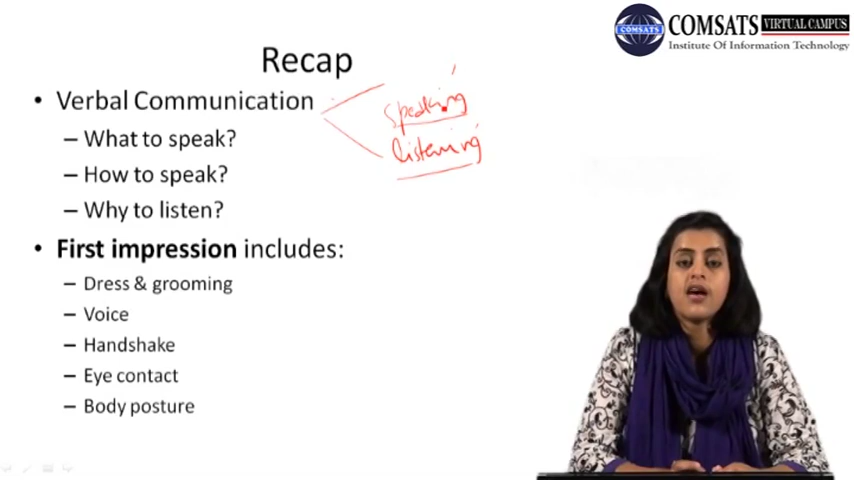 COMSATS VIRTUAL CAMPUS
COMSATS
Institute Of Information Technology
Recap
• Verbal Communication
speaking
– What to speak?
listening
– How to speak?
– Why to listen?
• First impression includes:
– Dress & grooming
– Voice
– Handshake
– Eye contact
– Body posture